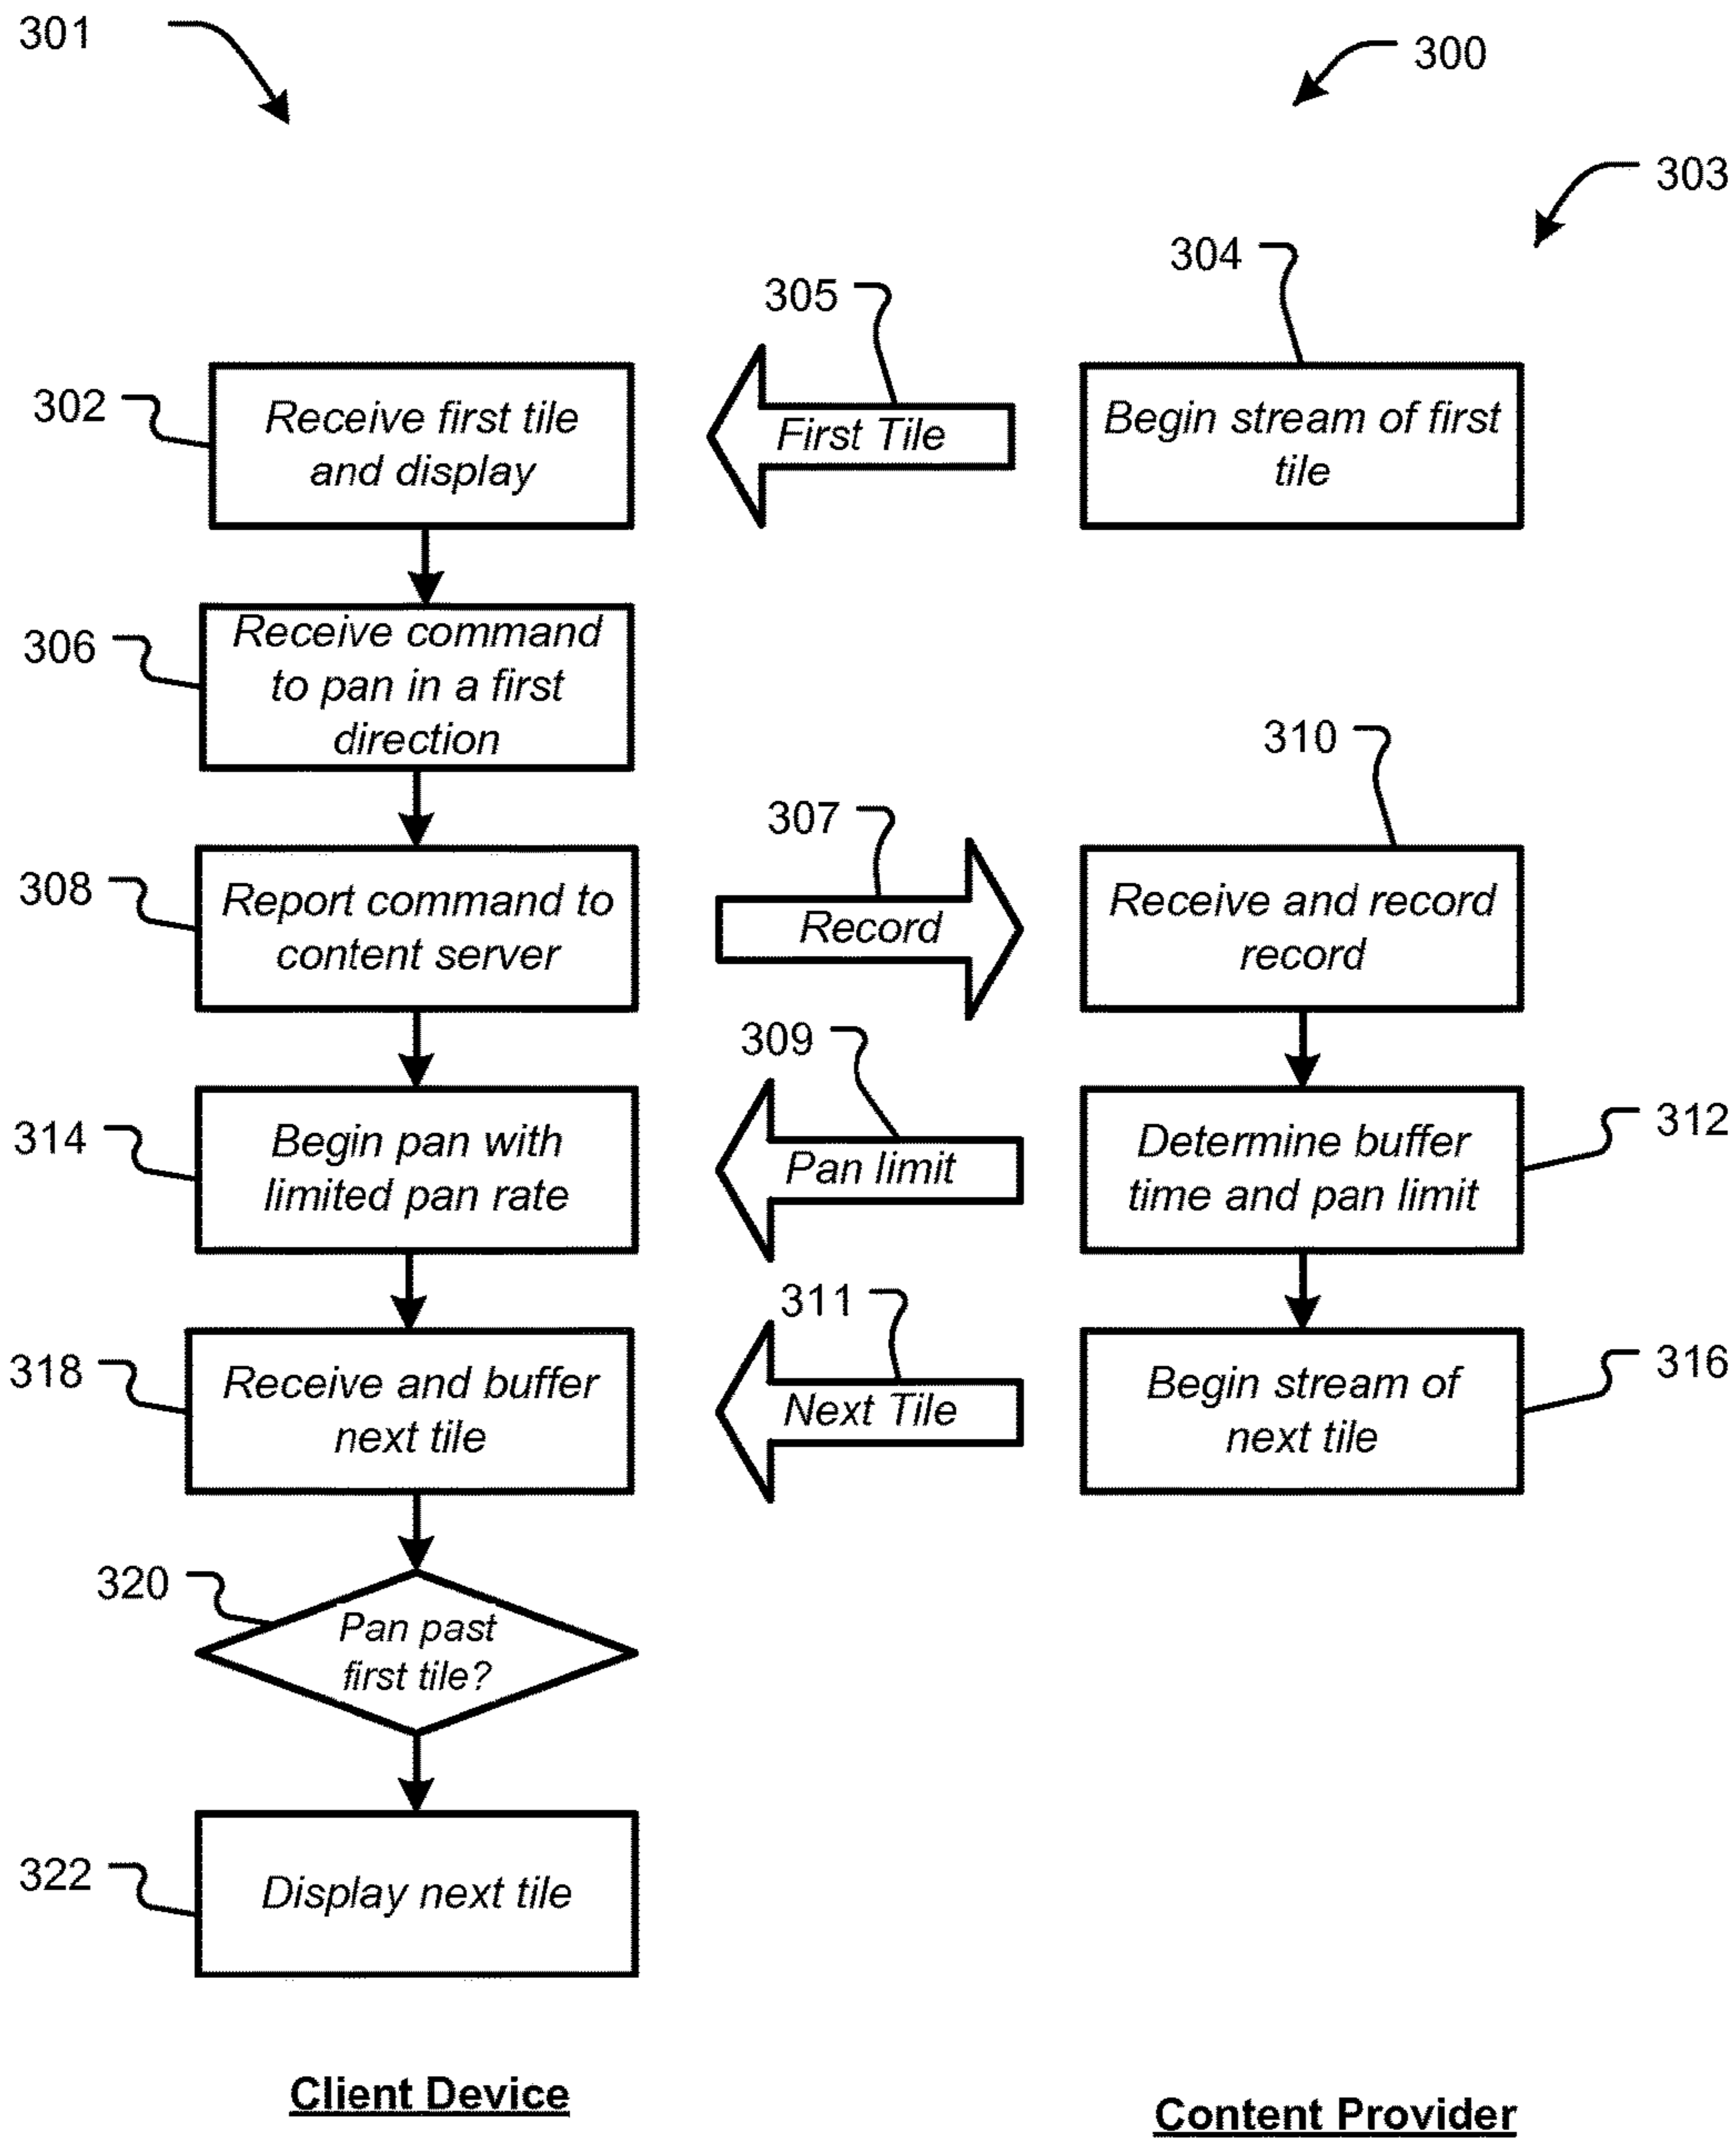 301
300
303
304
305
302
Receive first tile
and display
First Tile
Begin stream of first
tile
306
Receive command
to pan in a first
direction
310
307
308
Report command to
content server
Record
Receive and record
record
309
314
Begin pan with
limited pan rate
Pan limit
Determine buffer
time and pan limit
312
311
318
Receive and buffer
next tile
Next Tile
Begin stream of
next tile
316
320
Pan past
first tile?
322
Display next tile
Client Device
Content Provider